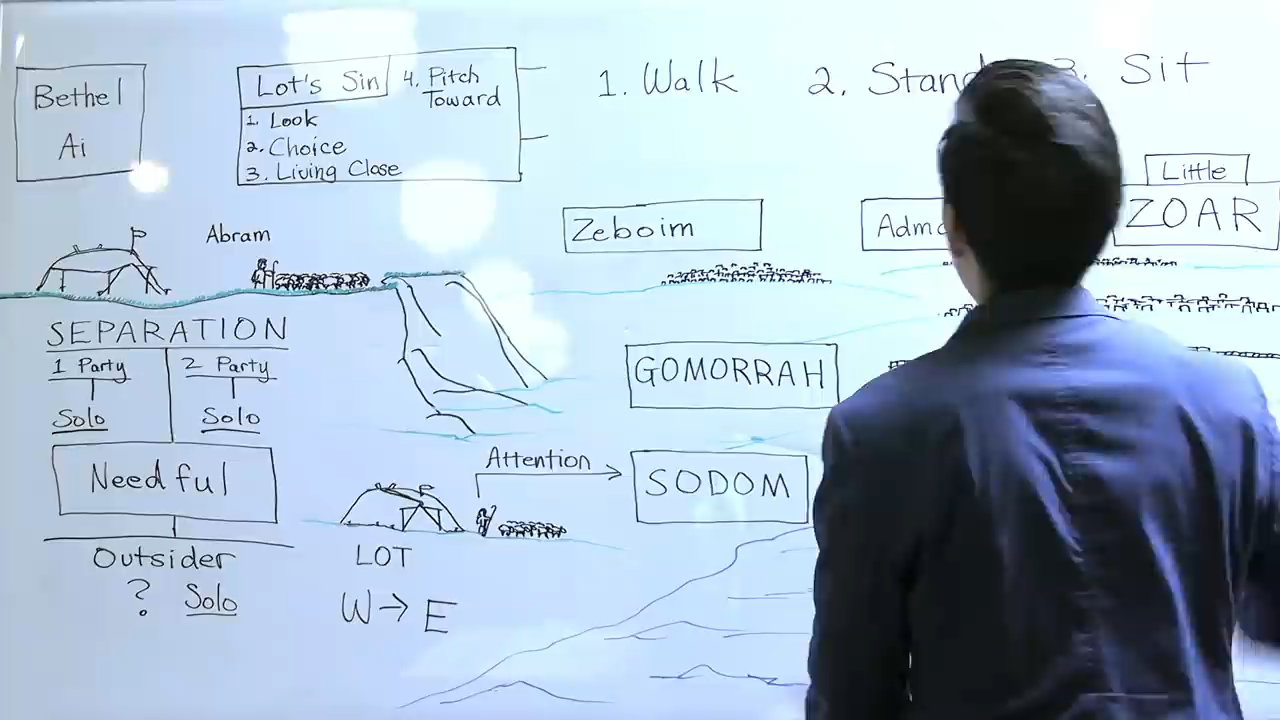 Bethel
Ai
Lot's Sin
1. Look
2. Choice
3. Living Close
4. Pitch
Toward
1. Walk
2. Stand
3. Sit
Little
ZOAR
Zeboim
Abram
SEPARATION
1 Party
Solo
2 Party
Solo
Needful
Outsider
? Solo
GOMORRAH
Attention
SODOM
LOT
W → E